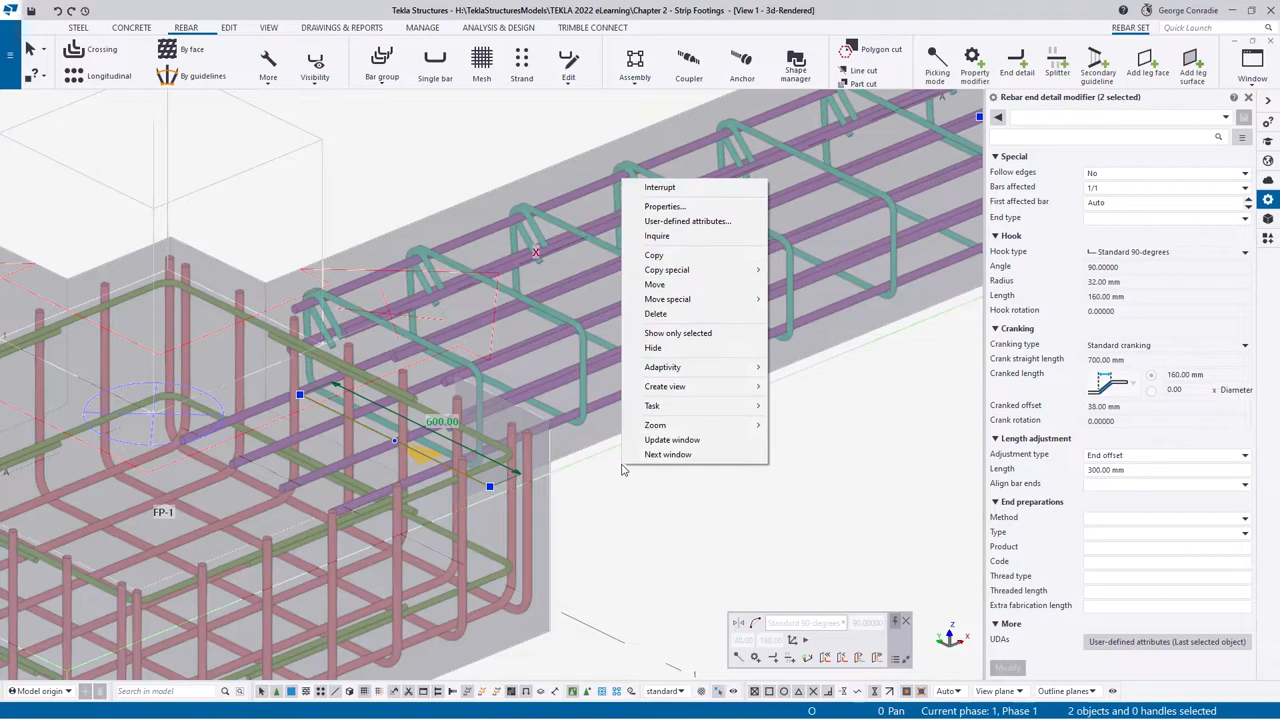 Tekla Structures - H:\TeklaStructuresModels\TEKLA 2022 eLearning\Chapter 2 - Strip Footings - [View 1 - 3d-Rendered]
George Conradie
STEEL CONCRETE REBAR EDIT VIEW DRAWINGS & REPORTS MANAGE ANALYSIS & DESIGN TRIMBLE CONNECT REBAR SET Quick Launch
Crossing
By face
Polygon cut
Longitudinal
By guidelines
More
Visibility
Bar group
Single bar
Mesh
Strand
Edit
Assembly
Coupler
Anchor
Shape manager
Line cut
Part cut
Picking mode
Property modifier
End detail
Splitter
Secondary guideline
Add leg face
Add leg surface
Window
Rebar end detail modifier (2 selected)
Special
Follow edges No
Bars affected 1/1
First affected bar Auto
End type
Hook
Hook type Standard 90-degrees
Angle 90.00000
Radius 32.00 mm
Length 160.00 mm
Hook rotation 0.00000
Cranking
Cranking type Standard cranking
Crank straight length 700.00 mm
Cranked length 160.00 mm
0.00 x Diameter
Cranked offset 38.00 mm
Crank rotation 0.00000
Length adjustment
Adjustment type End offset
Length 300.00 mm
Align bar ends
End preparations
Method
Type
Product
Code
Thread type
Threaded length
Extra fabrication length
More
UDAs User-defined attributes (Last selected object)
Modify
Interrupt
Properties...
User-defined attributes...
Inquire
Copy
Copy special
Move
Move special
Delete
Show only selected
Hide
Adaptivity
Create view
Task
Zoom
Update window
Next window
A
X
600.00
A
FP-1
1
Standard 90-degrees 90.00000
40.00 160.00
Z
Y
X
Model origin
Search in model
standard
Auto
View plane
Outline planes
O 0 Pan Current phase: 1, Phase 1 2 objects and 0 handles selected